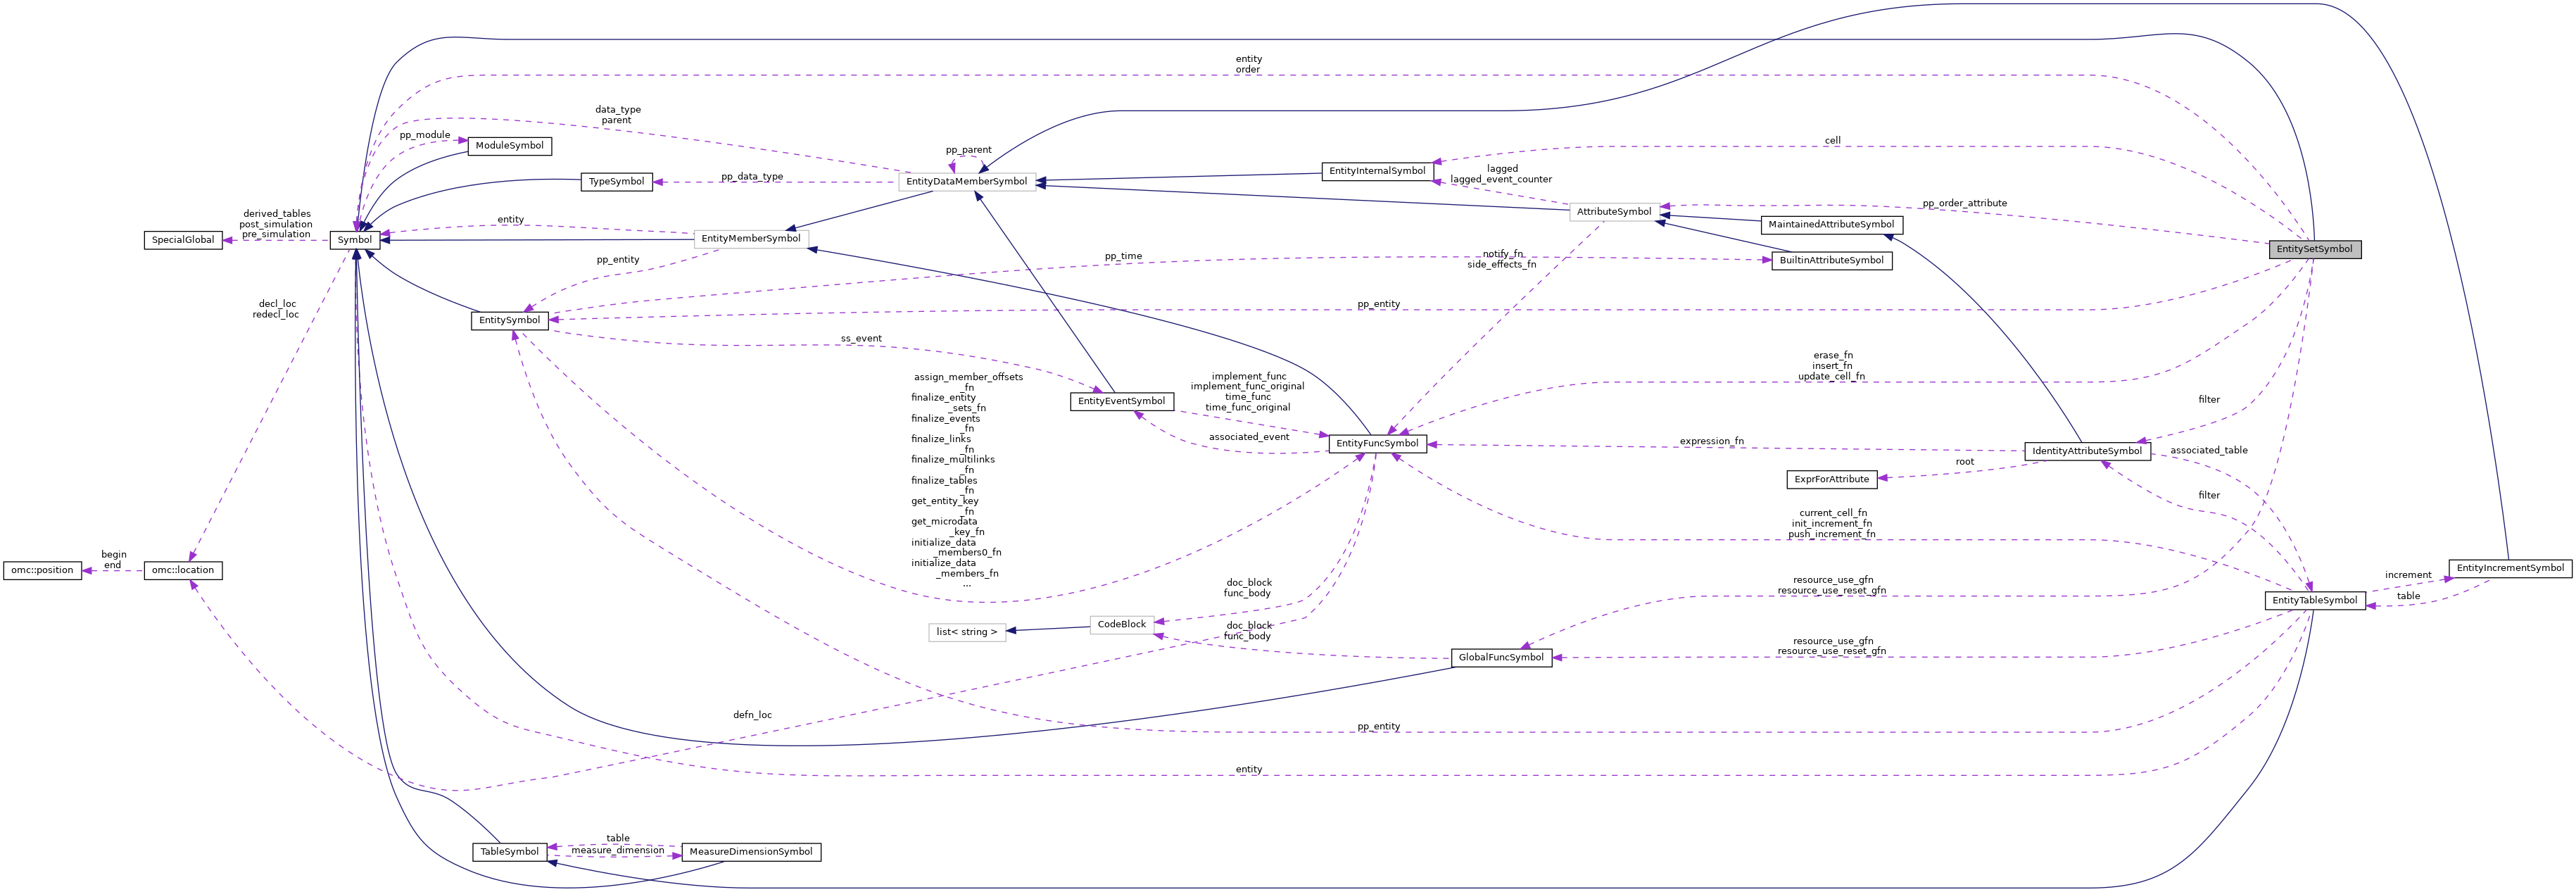 entity
order
data_type
parent
pp_module
ModuleSymbol
cell
pp_parent
EntityInternalSymbol
lagged
lagged_event_counter
TypeSymbol
pp_data_type
EntityDataMemberSymbol
pp_order_attribute
AttributeSymbol
MaintainedAttributeSymbol
derived_tables
post_simulation
pre_simulation
entity
SpecialGlobal
Symbol
EntityMemberSymbol
EntitySetSymbol
notify_fn
side_effects_fn
pp_time
pp_entity
BuiltinAttributeSymbol
decl_loc
redecl_loc
pp_entity
EntitySymbol
ss_event
erase_fn
insert_fn
update_cell_fn
assign_member_offsets
_fn
finalize_entity
_sets_fn
finalize_events
_fn
finalize_links
_fn
finalize_multilinks
_fn
finalize_tables
_fn
get_entity_key
_fn
get_microdata
_key_fn
initialize_data
_members0_fn
initialize_data
_members_fn
...
EntityEventSymbol
implement_func
implement_func_original
time_func
time_func_original
filter
associated_event
EntityFuncSymbol
expression_fn
IdentityAttributeSymbol
associated_table
root
ExprForAttribute
filter
current_cell_fn
init_increment_fn
push_increment_fn
begin
end
omc::position
omc::location
EntityIncrementSymbol
increment
table
resource_use_gfn
resource_use_reset_gfn
EntityTableSymbol
doc_block
func_body
CodeBlock
list< string >
doc_block
func_body
GlobalFuncSymbol
resource_use_gfn
resource_use_reset_gfn
defn_loc
pp_entity
entity
TableSymbol
table
measure_dimension
MeasureDimensionSymbol